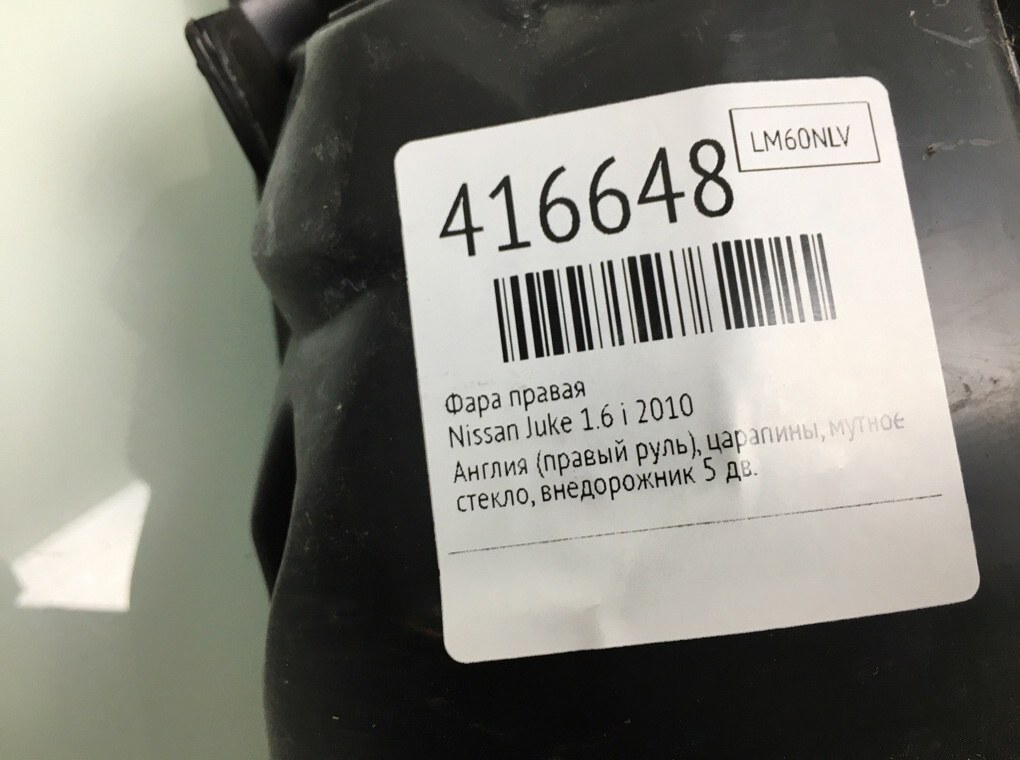 LM60NLV
416648
Фара правая
Nissan Juke 1.6 i 2010
Англия (правый руль), царапины, мутное
стекло, внедорожник 5 дв.